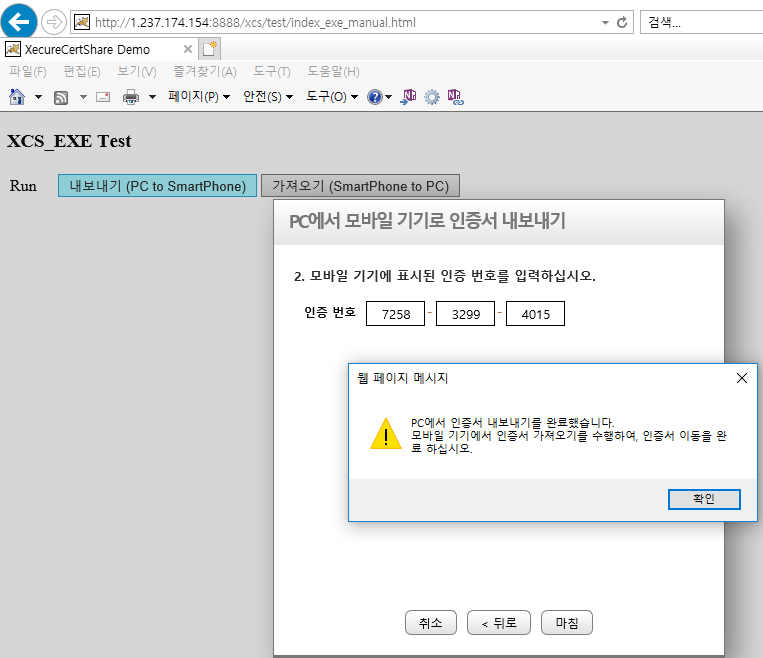 http://1.237.174.154:8888/xcs/test/index_exe_manual.html
검색...
XecureCertShare Demo
파일(F) 편집(E) 보기(V) 즐겨찾기(A) 도구(T) 도움말(H)
페이지(P) 안전(S) 도구(O)
XCS_EXE Test
Run 내보내기 (PC to SmartPhone) 가져오기 (SmartPhone to PC)
PC에서 모바일 기기로 인증서 내보내기
2. 모바일 기기에 표시된 인증 번호를 입력하십시오.
인증 번호 7258 - 3299 - 4015
웹 페이지 메시지
PC에서 인증서 내보내기를 완료했습니다.
모바일 기기에서 인증서 가져오기를 수행하여, 인증서 이동을 완
료 하십시오.
확인
취소 < 뒤로 마침